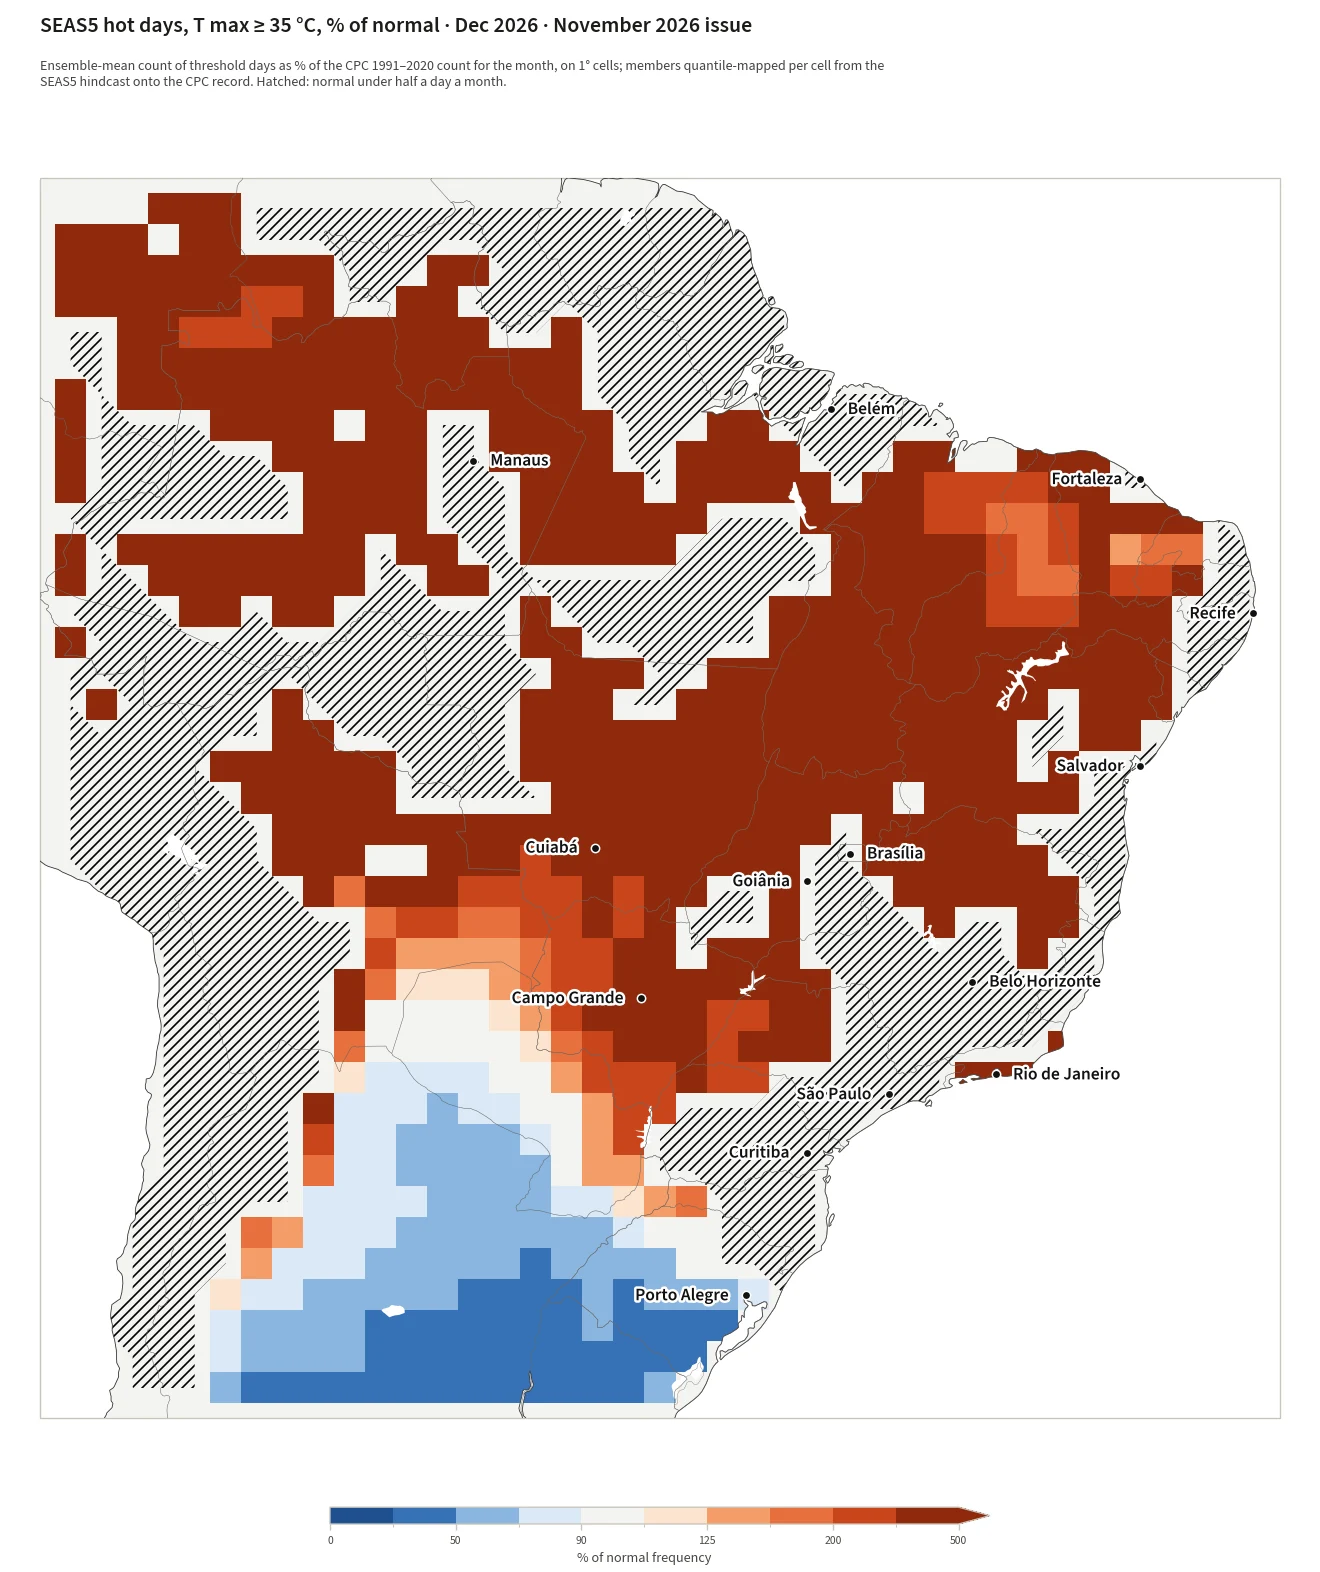 SEAS5 hot days, T max ≥ 35 °C, % of normal · Dec 2026 · November 2026 issue
Ensemble-mean count of threshold days as % of the CPC 1991–2020 count for the month, on 1° cells; members quantile-mapped per cell from the
SEAS5 hindcast onto the CPC record. Hatched: normal under half a day a month.
Belém
Manaus
Fortaleza
Recife
Salvador
Cuiabá
Brasília
Goiânia
Belo Horizonte
Campo Grande
Rio de Janeiro
São Paulo
Curitiba
Porto Alegre
0 50 90 125 200 500
% of normal frequency